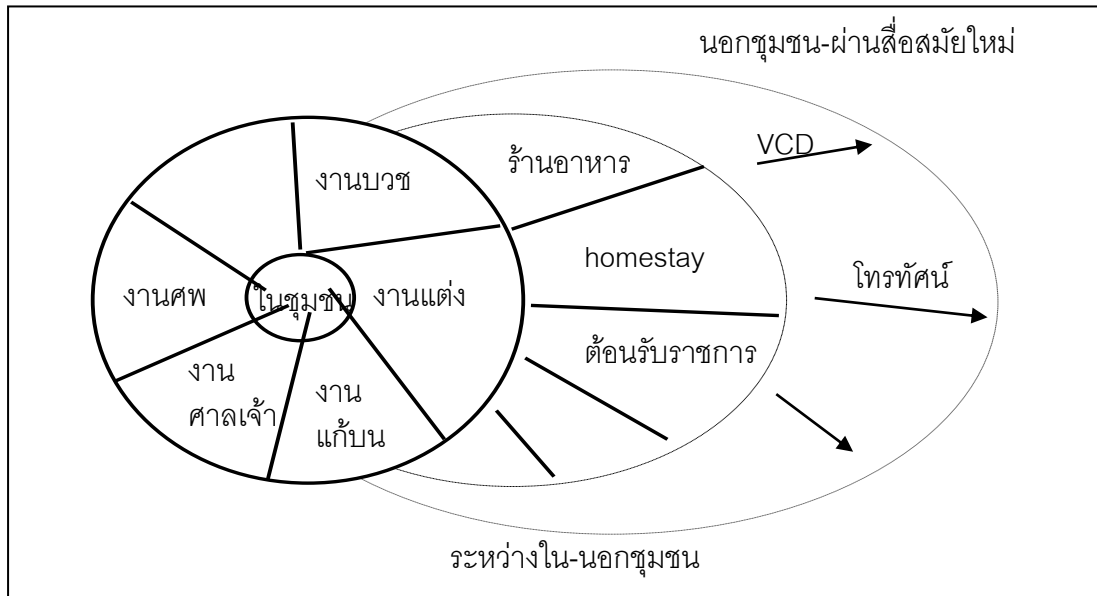 นอกชุมชน-ผ่านสื่อสมัยใหม่
VCD
ร้านอาหาร
งานบวช
homestay
โทรทัศน์
งานศพ
ในชุมชน
งานแต่ง
ต้อนรับราชการ
งาน
ศาลเจ้า
งาน
แก้บน
ระหว่างใน-นอกชุมชน